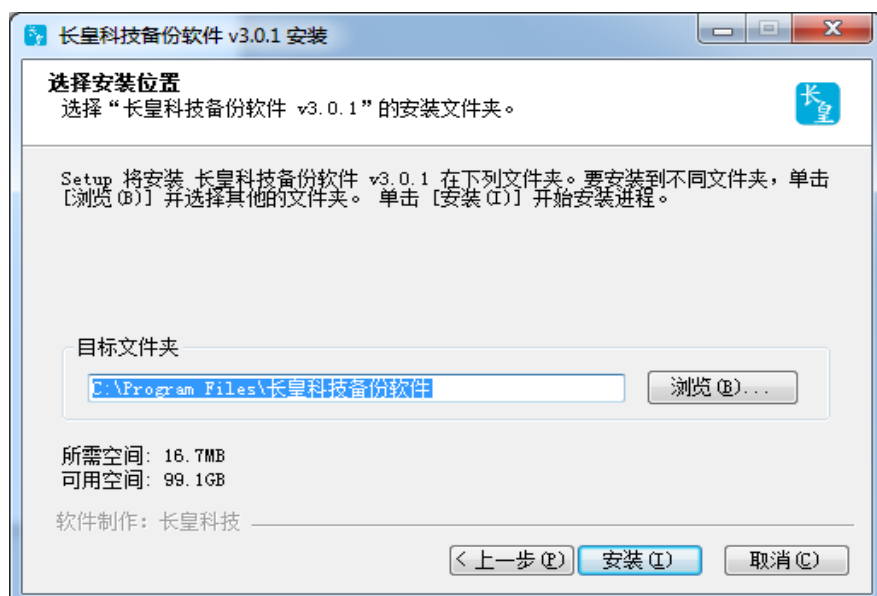 长皇科技备份软件 v3.0.1 安装
选择安装位置
选择“长皇科技备份软件 v3.0.1”的安装文件夹。
长皇
Setup 将安装 长皇科技备份软件 v3.0.1 在下列文件夹。要安装到不同文件夹，单击
[浏览(B)] 并选择其他的文件夹。 单击 [安装(I)] 开始安装进程。
目标文件夹
C:\Program Files\长皇科技备份软件
浏览(B)...
所需空间: 16.7MB
可用空间: 99.1GB
软件制作：长皇科技
< 上一步(P)
安装(I)
取消(C)